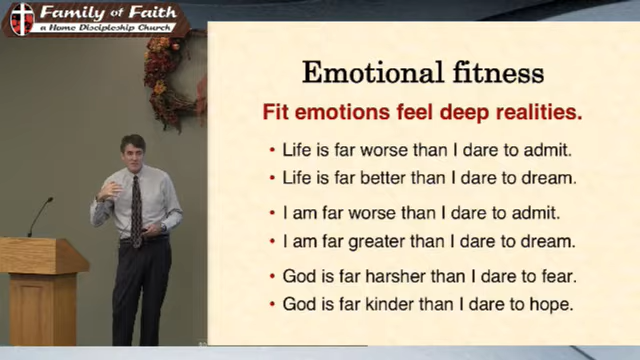 Family of Faith
a Home Discipleship Church
Emotional fitness
Fit emotions feel deep realities.
• Life is far worse than I dare to admit.
• Life is far better than I dare to dream.
• I am far worse than I dare to admit.
• I am far greater than I dare to dream.
• God is far harsher than I dare to fear.
• God is far kinder than I dare to hope.